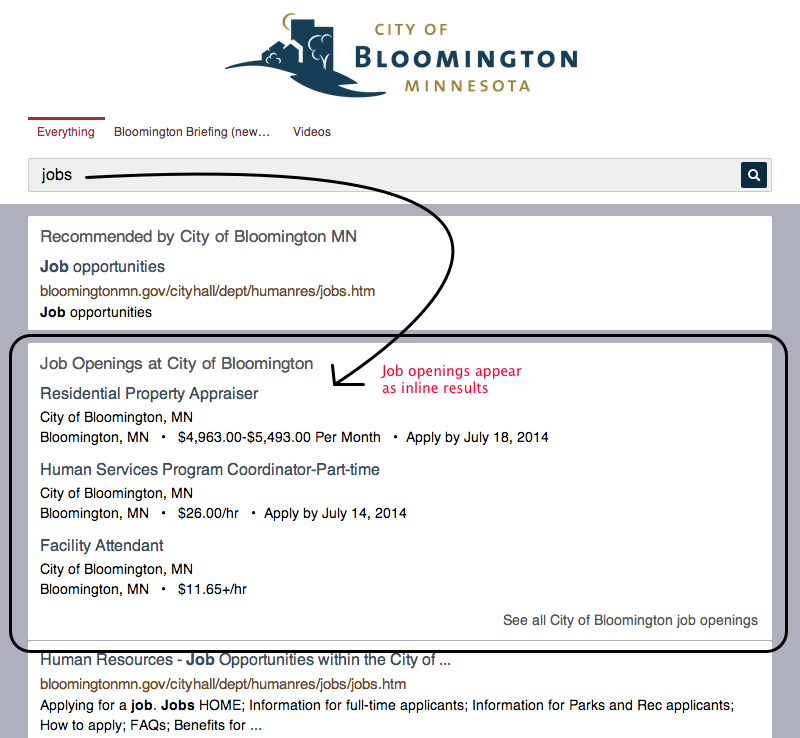 CITY OF
BLOOMINGTON
MINNESOTA
Everything Bloomington Briefing (new... Videos
jobs
Recommended by City of Bloomington MN
Job opportunities
bloomingtonmn.gov/cityhall/dept/humanres/jobs.htm
Job opportunities
Job Openings at City of Bloomington
Job openings appear
as inline results
Residential Property Appraiser
City of Bloomington, MN
Bloomington, MN • $4,963.00-$5,493.00 Per Month • Apply by July 18, 2014
Human Services Program Coordinator-Part-time
City of Bloomington, MN
Bloomington, MN • $26.00/hr • Apply by July 14, 2014
Facility Attendant
City of Bloomington, MN
Bloomington, MN • $11.65+/hr
See all City of Bloomington job openings
Human Resources - Job Opportunities within the City of ...
bloomingtonmn.gov/cityhall/dept/humanres/jobs/jobs.htm
Applying for a job. Jobs HOME; Information for full-time applicants; Information for Parks and Rec applicants;
How to apply; FAQs; Benefits for ...